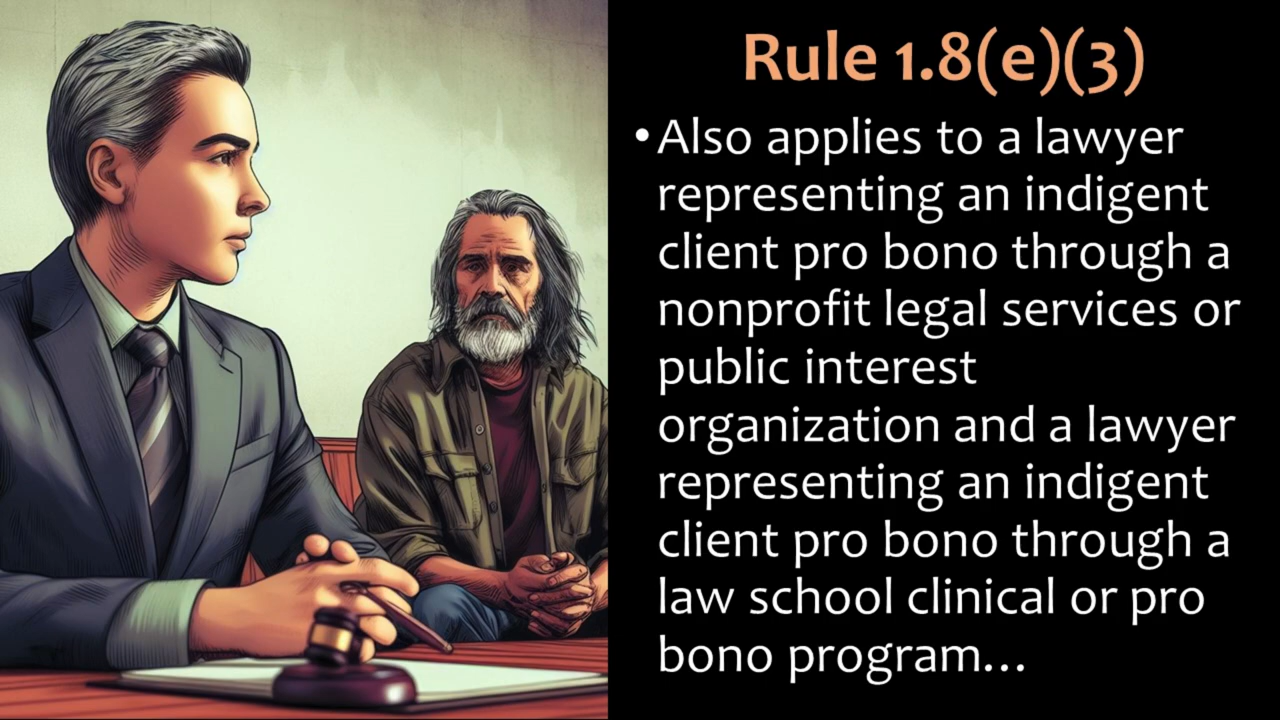 Rule 1.8(e)(3)
•Also applies to a lawyer
representing an indigent
client pro bono through a
nonprofit legal services or
public interest
organization and a lawyer
representing an indigent
client pro bono through a
law school clinical or pro
bono program…